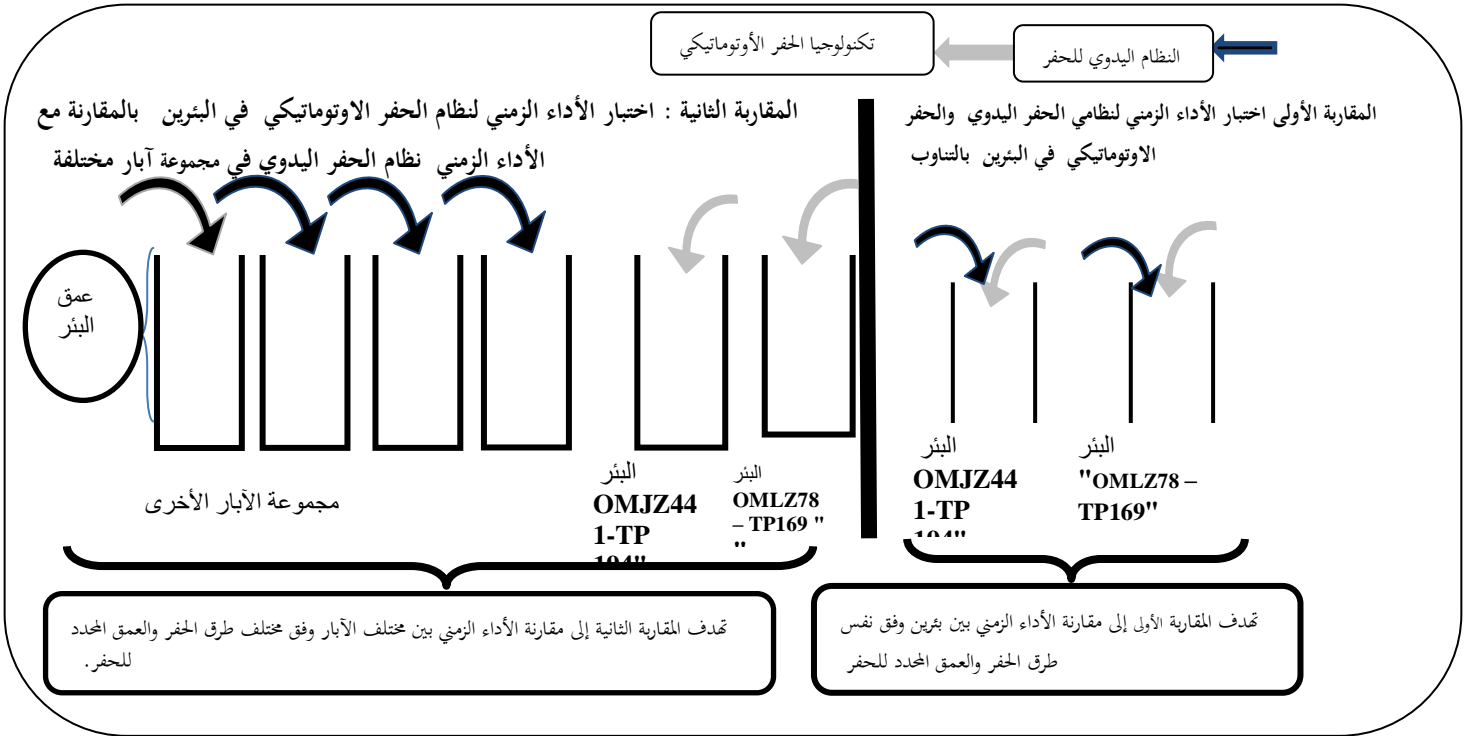 النظام اليدوي للحفر
تكنولوجيا الحفر الأوتوماتيكي
المقاربة الأولى اختبار الأداء الزمني لنظامي الحفر اليدوي والحفر
الاوتوماتيكي في البئرين بالتناوب
البئر
"OMLZ78 –
TP169"
البئر
OMJZ44
1-TP
194"
تهدف المقاربة الأولى إلى مقارنة الأداء الزمني بين بئرين وفق نفس
طرق الحفر والعمق المحدد للحفر
المقاربة الثانية : اختبار الأداء الزمني لنظام الحفر الاوتوماتيكي في البئرين بالمقارنة مع
الأداء الزمني نظام الحفر اليدوي في مجموعة آبار مختلفة
عمق
البئر
البئر
OMLZ78
– TP169 "
"
البئر
OMJZ44
1-TP
194"
مجموعة الآبار الأخرى
تهدف المقاربة الثانية إلى مقارنة الأداء الزمني بين مختلف الآبار وفق مختلف طرق الحفر والعمق المحدد
للحفر.